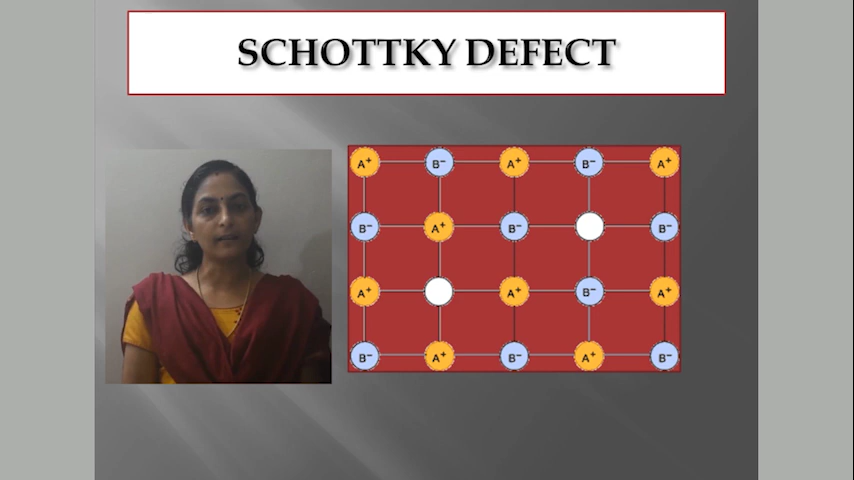 SCHOTTKY DEFECT
A⁺ B⁻ A⁺ B⁻ A⁺
B⁻ A⁺ B⁻ B⁻
A⁺ A⁺ B⁻ A⁺
B⁻ A⁺ B⁻ A⁺ B⁻